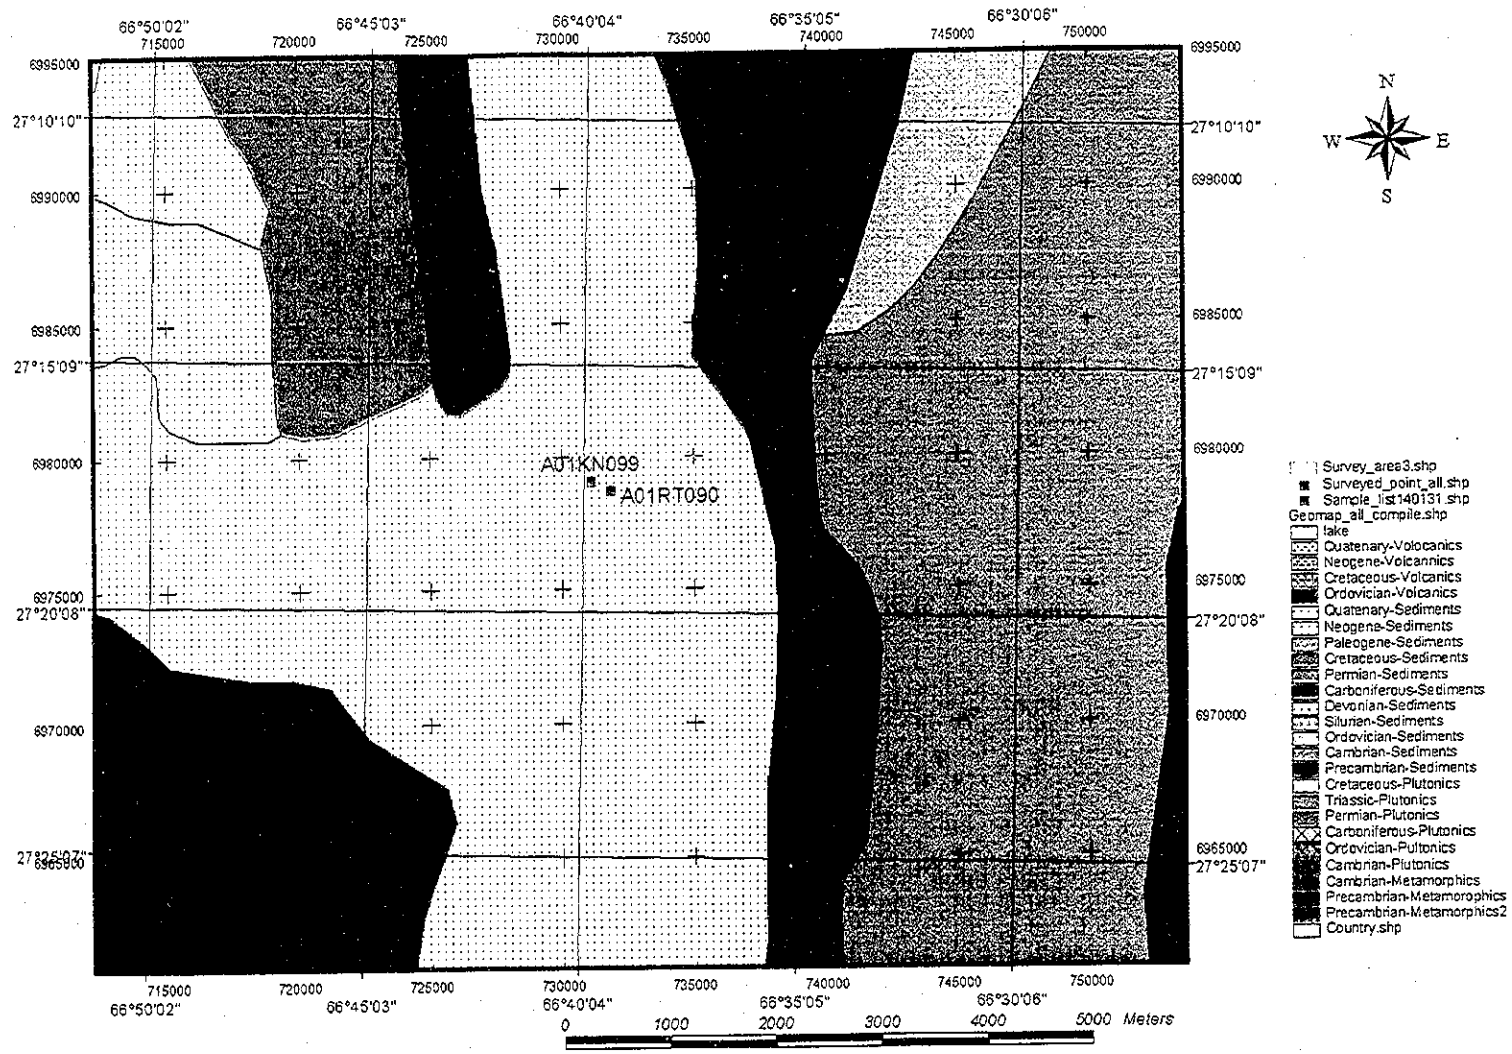 66°50'02" 66°45'03" 66°40'04" 66°35'05" 66°30'06"
715000 720000 725000 730000 735000 740000 745000 750000
6995000 6995000
27°10'10" 27°10'10"
N
W E
S
6990000 6990000
6985000 6985000
27°15'09" 27°15'09"
6980000 6980000
A01KN099
A01RT090
6975000 6975000
27°20'08" 27°20'08"
6970000 6970000
27°25'07" 27°25'07"
6965000 6965000
715000 720000 725000 730000 735000 740000 745000 750000
66°50'02" 66°45'03" 66°40'04" 66°35'05" 66°30'06"
0 1000 2000 3000 4000 5000 Meters
Survey_area3.shp
Surveyed_point_all.shp
Sample_list140131.shp
Geomap_all_compile.shp
lake
Quatenary-Volocanics
Neogene-Volcannics
Cretaceous-Volcanics
Ordovician-Volcanics
Quatenary-Sediments
Neogene-Sediments
Paleogene-Sediments
Cretaceous-Sediments
Permian-Sediments
Carboniferous-Sediments
Devonian-Sediments
Silurian-Sediments
Ordovician-Sediments
Cambrian-Sediments
Precambrian-Sediments
Cretaceous-Plutonics
Triassic-Plutonics
Permian-Plutonics
Carboniferous-Plutonics
Ordovician-Pultonics
Cambrian-Plutonics
Cambrian-Metamorphics
Precambrian-Metamorophics
Precambrian-Metamorphics2
Country.shp